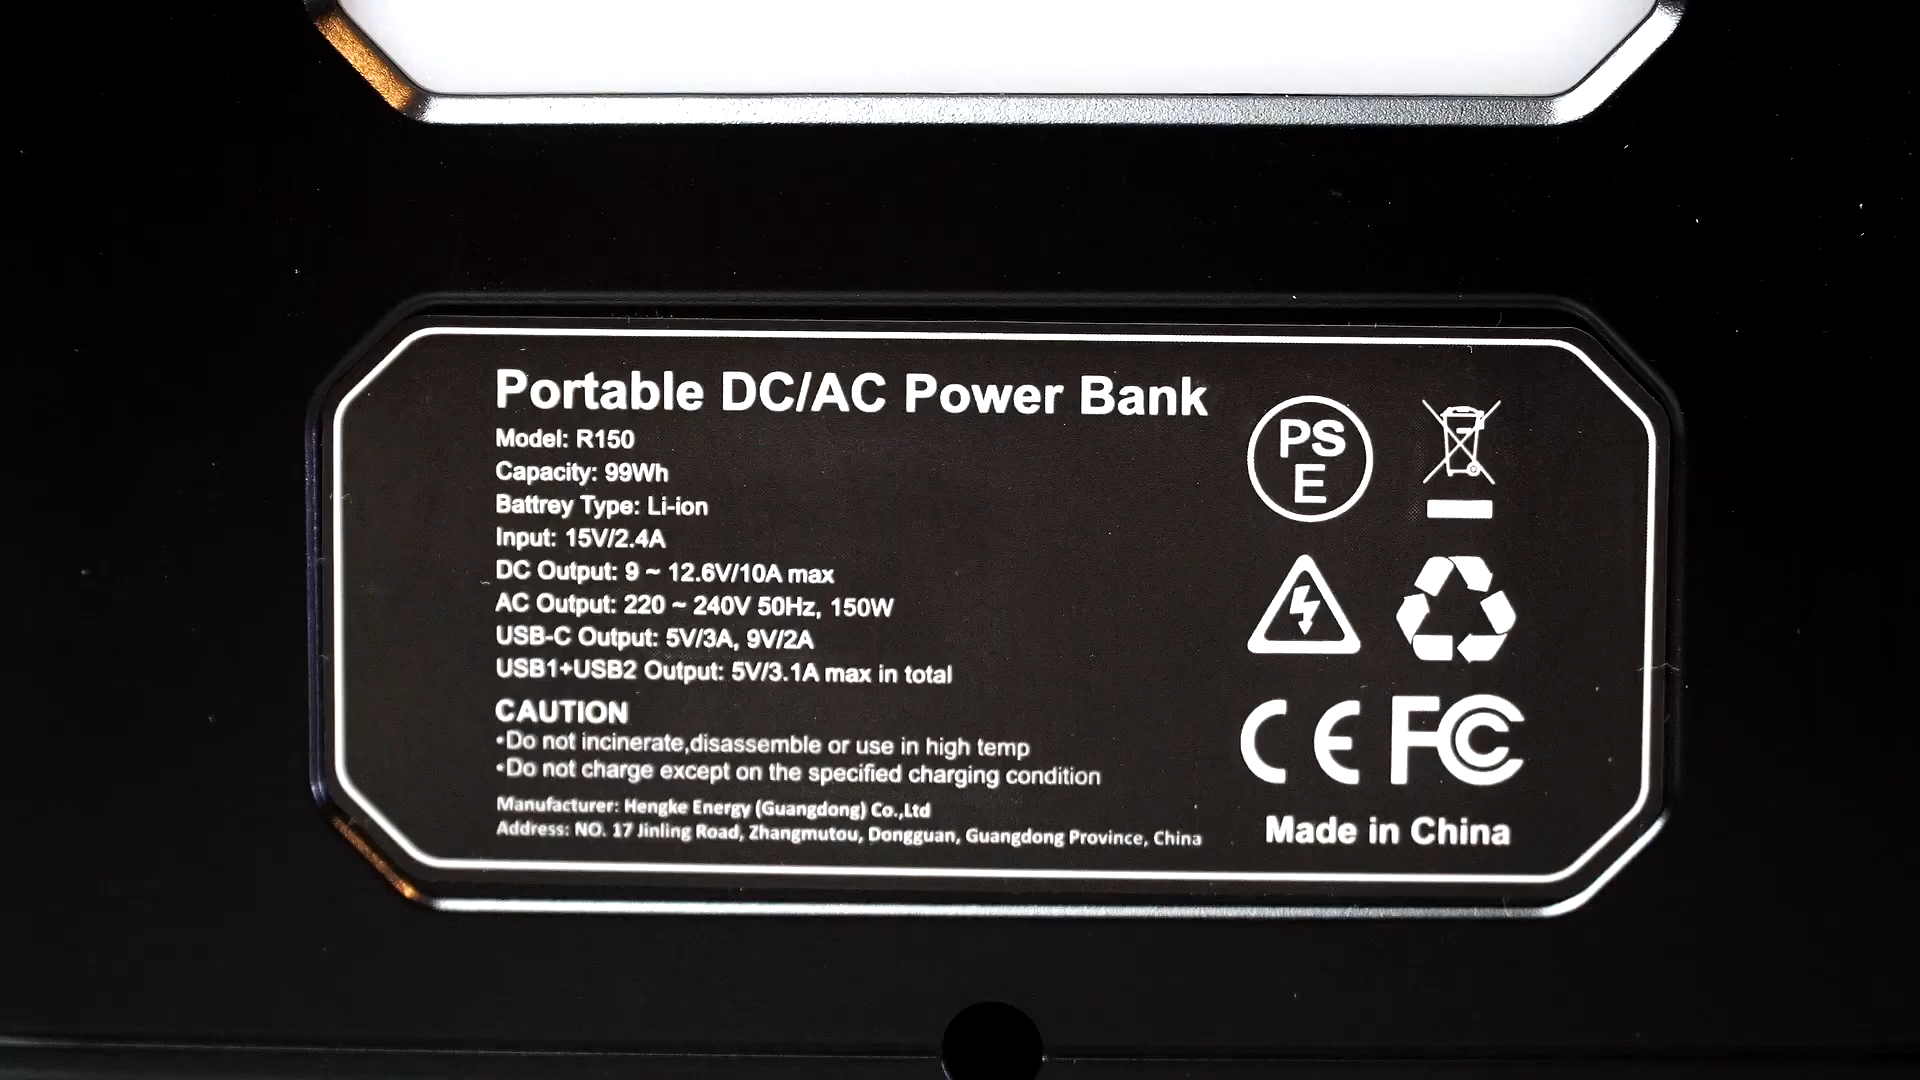 Portable DC/AC Power Bank
Model: R150
Capacity: 99Wh
Battrey Type: Li-ion
Input: 15V/2.4A
DC Output: 9 ~ 12.6V/10A max
AC Output: 220 ~ 240V 50Hz, 150W
USB-C Output: 5V/3A, 9V/2A
USB1+USB2 Output: 5V/3.1A max in total
CAUTION
•Do not incinerate,disassemble or use in high temp
•Do not charge except on the specified charging condition
Manufacturer: Hengke Energy (Guangdong) Co.,Ltd
Address: NO. 17 Jinling Road, Zhangmutou, Dongguan, Guangdong Province, China
PS
E
CE FC
Made in China